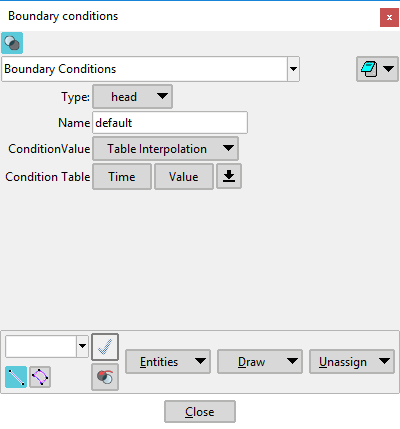 Boundary conditions
x
Boundary Conditions
Type: head
Name default
ConditionValue Table Interpolation
Condition Table Time Value
Entities Draw Unassign
Close